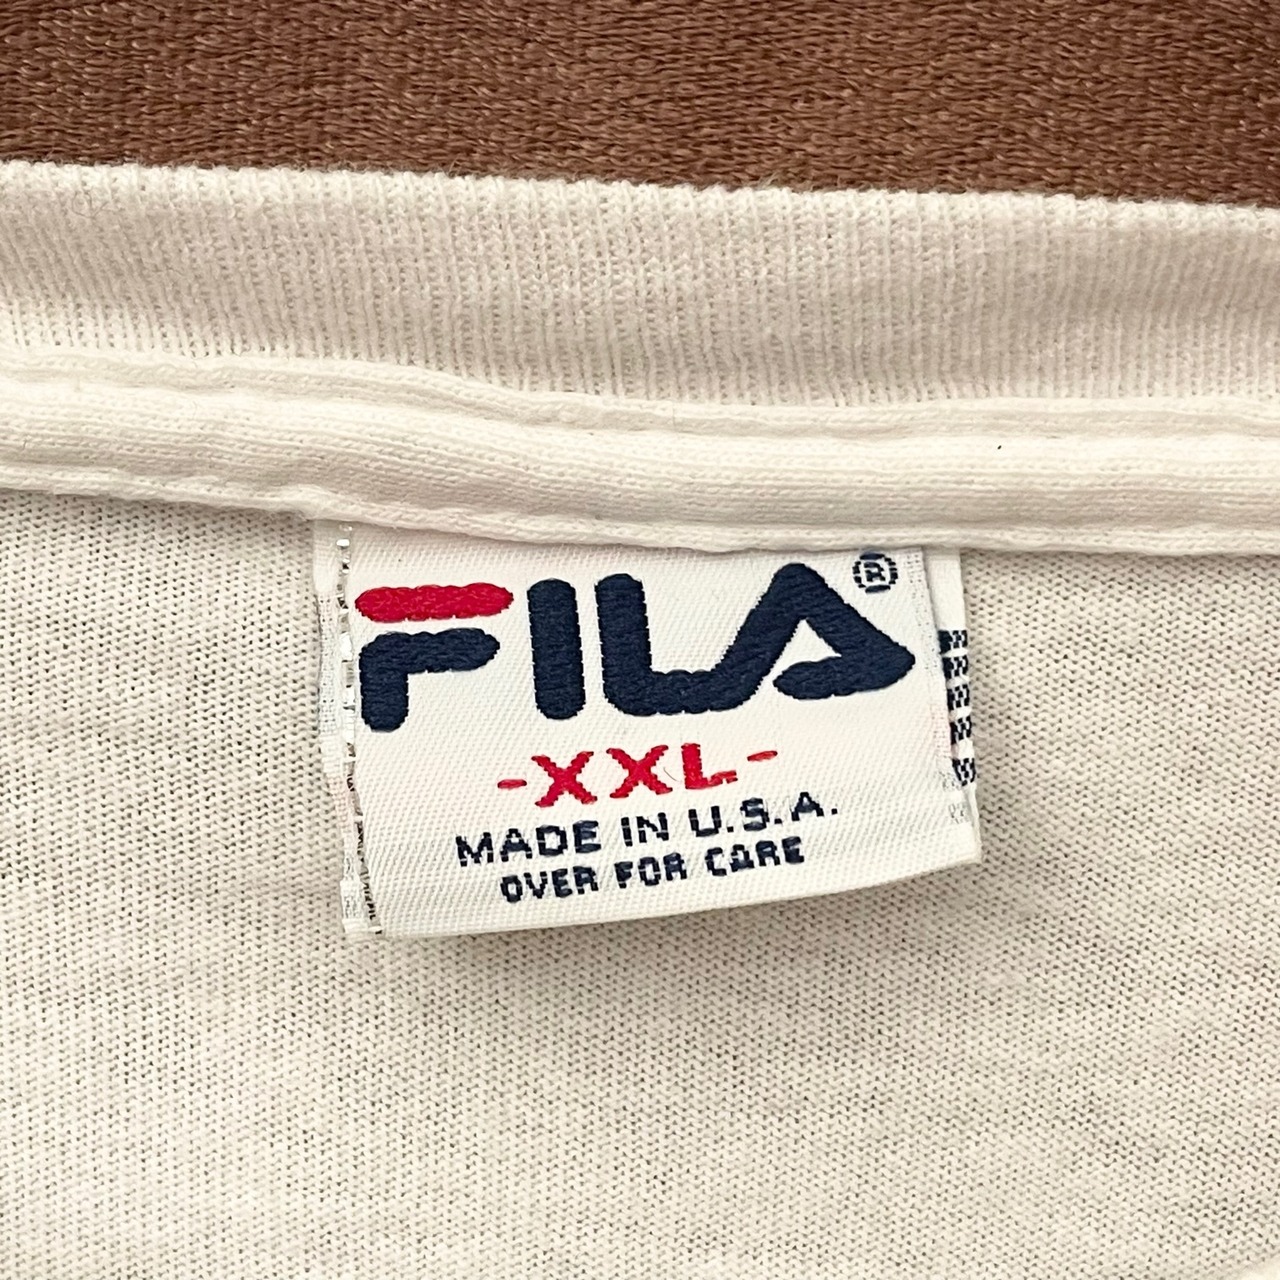 FILA®
-XXL-
MADE IN U.S.A.
OVER FOR CARE